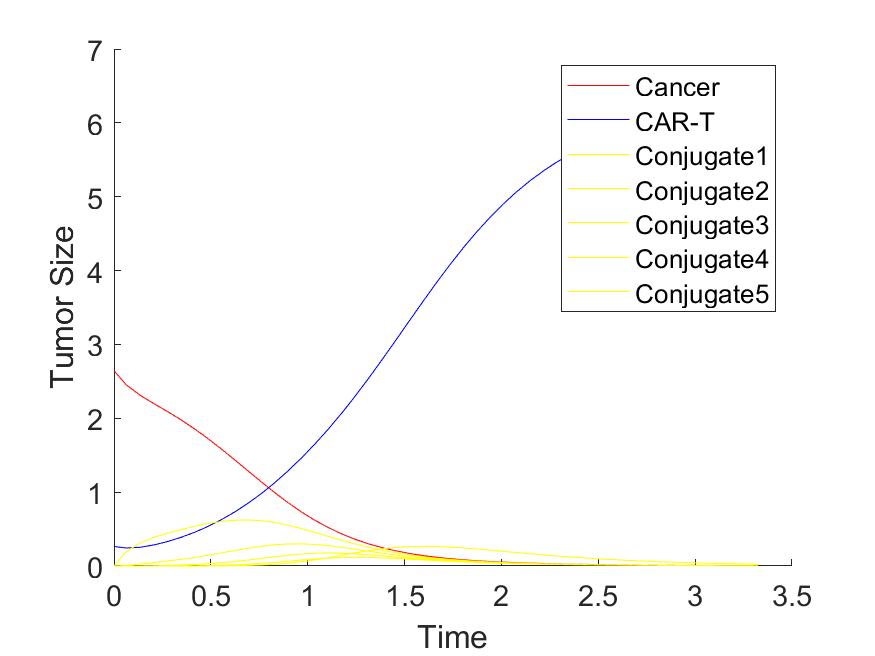 7
6
5
4
3
2
1
0
Tumor Size
Cancer
CAR-T
Conjugate1
Conjugate2
Conjugate3
Conjugate4
Conjugate5
0 0.5 1 1.5 2 2.5 3 3.5
Time